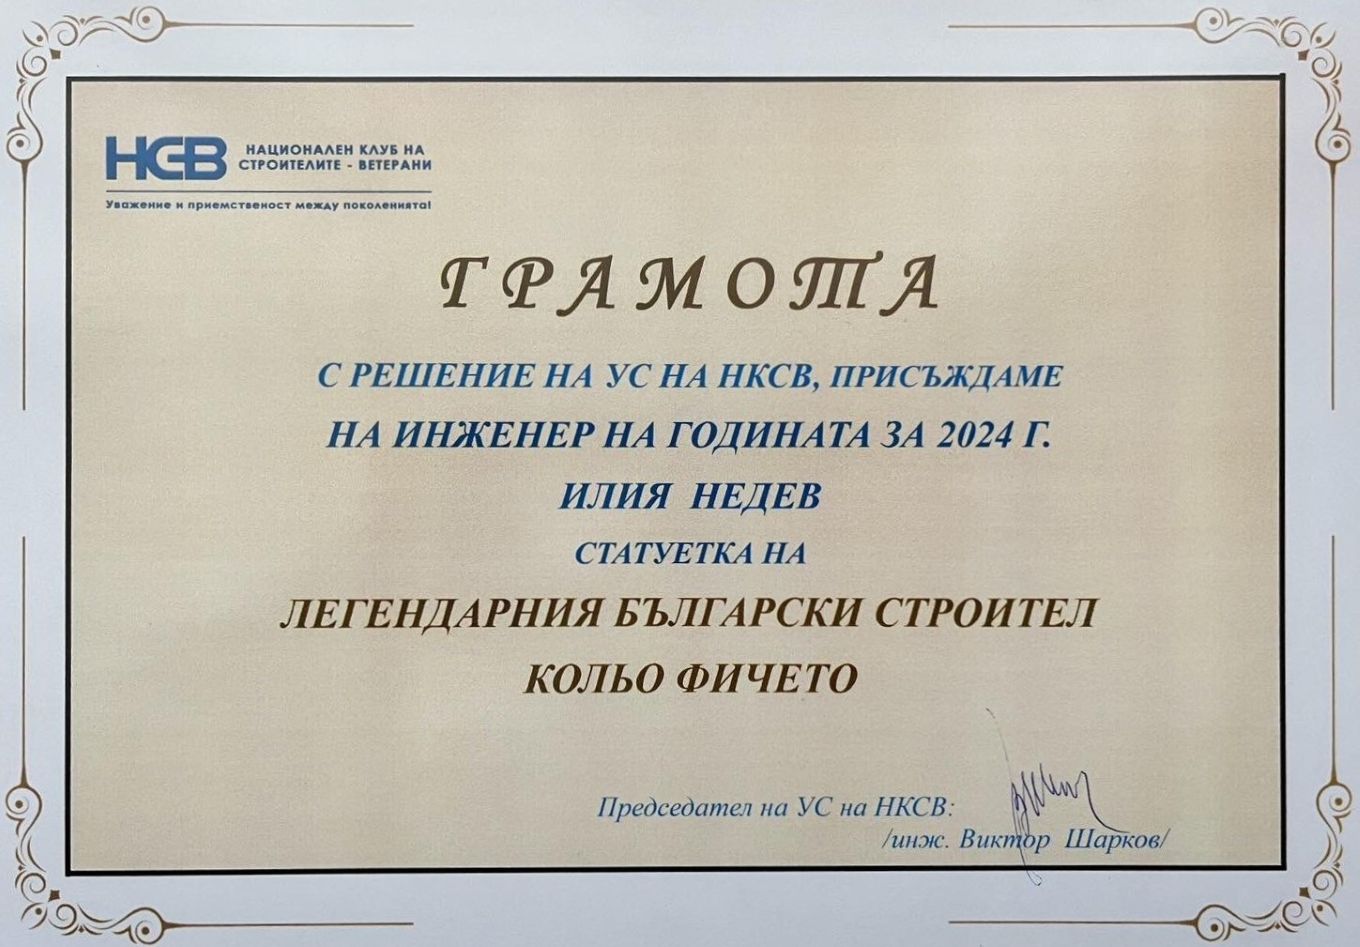 НСВ НАЦИОНАЛЕН КЛУБ НА
СТРОИТЕЛИТЕ - ВЕТЕРАНИ
Уважение и приемственост между поколенията!
ГРАМОТА
С РЕШЕНИЕ НА УС НА НКСВ, ПРИСЪЖДАМЕ
НА ИНЖЕНЕР НА ГОДИНАТА ЗА 2024 Г.
ИЛИЯ НЕДЕВ
СТАТУЕТКА НА
ЛЕГЕНДАРНИЯ БЪЛГАРСКИ СТРОИТЕЛ
КОЛЬО ФИЧЕТО
Председател на УС на НКСВ:
/инж. Виктор Шарков/